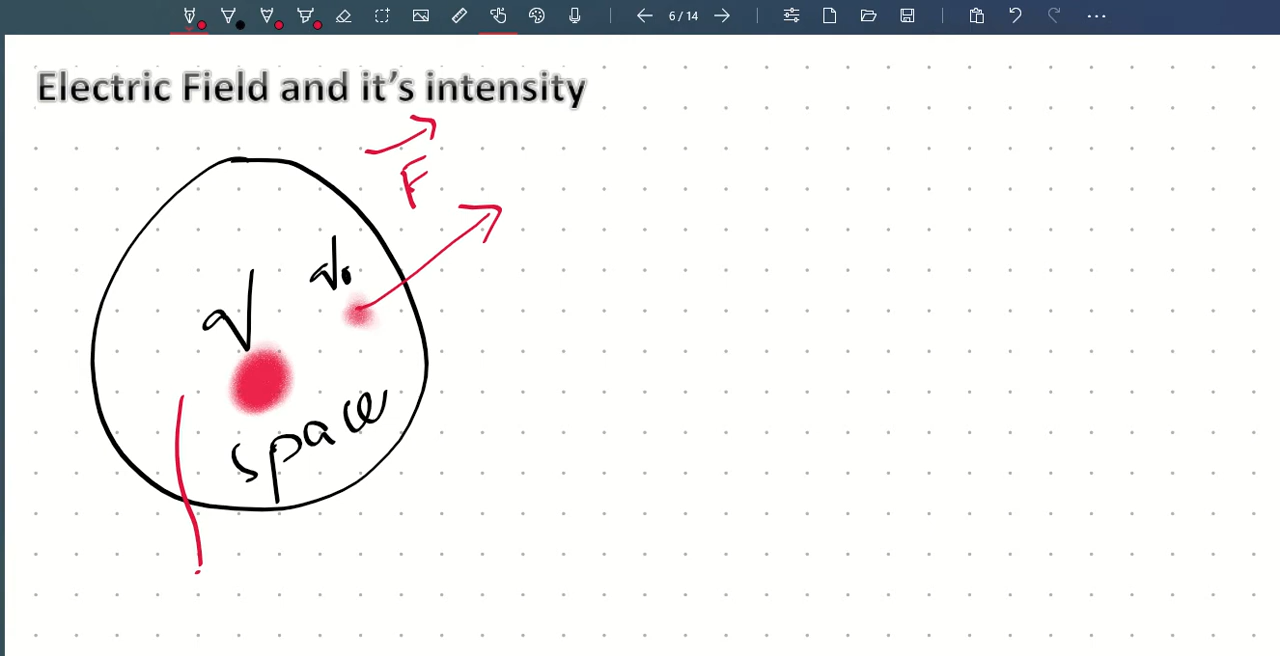 6 / 14
Electric Field and it's intensity
F
q₀
q
space